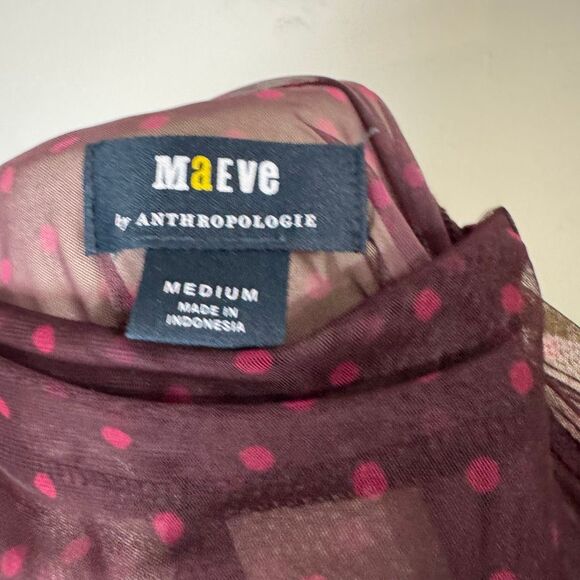 MaEVe
by ANTHROPOLOGIE
MEDIUM
MADE IN
INDONESIA